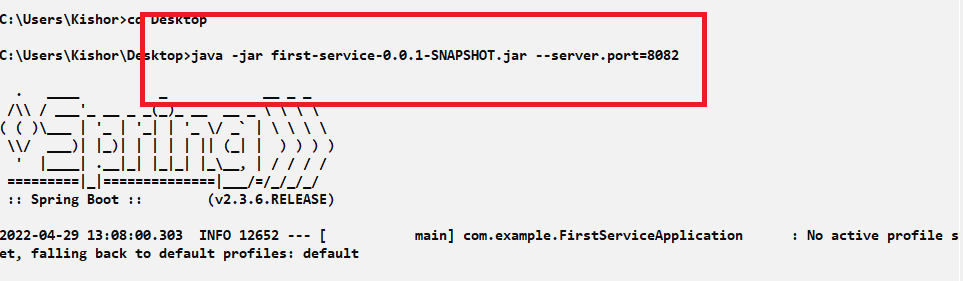 C:\Users\Kishor>cd Desktop
C:\Users\Kishor\Desktop>java -jar first-service-0.0.1-SNAPSHOT.jar --server.port=8082
  .   ____          _            __ _ _
 /\\ / ___'_ __ _ _(_)_ __  __ _ \ \ \ \
( ( )\___ | '_ | '_| | '_ \/ _` | \ \ \ \
 \\/  ___)| |_)| | | | | || (_| |  ) ) ) )
  '  |____| .__|_| |_|_| |_\__, | / / / /
 =========|_|==============|___/=/_/_/_/
 :: Spring Boot ::        (v2.3.6.RELEASE)
2022-04-29 13:08:00.303  INFO 12652 --- [           main] com.example.FirstServiceApplication      : No active profile s
et, falling back to default profiles: default